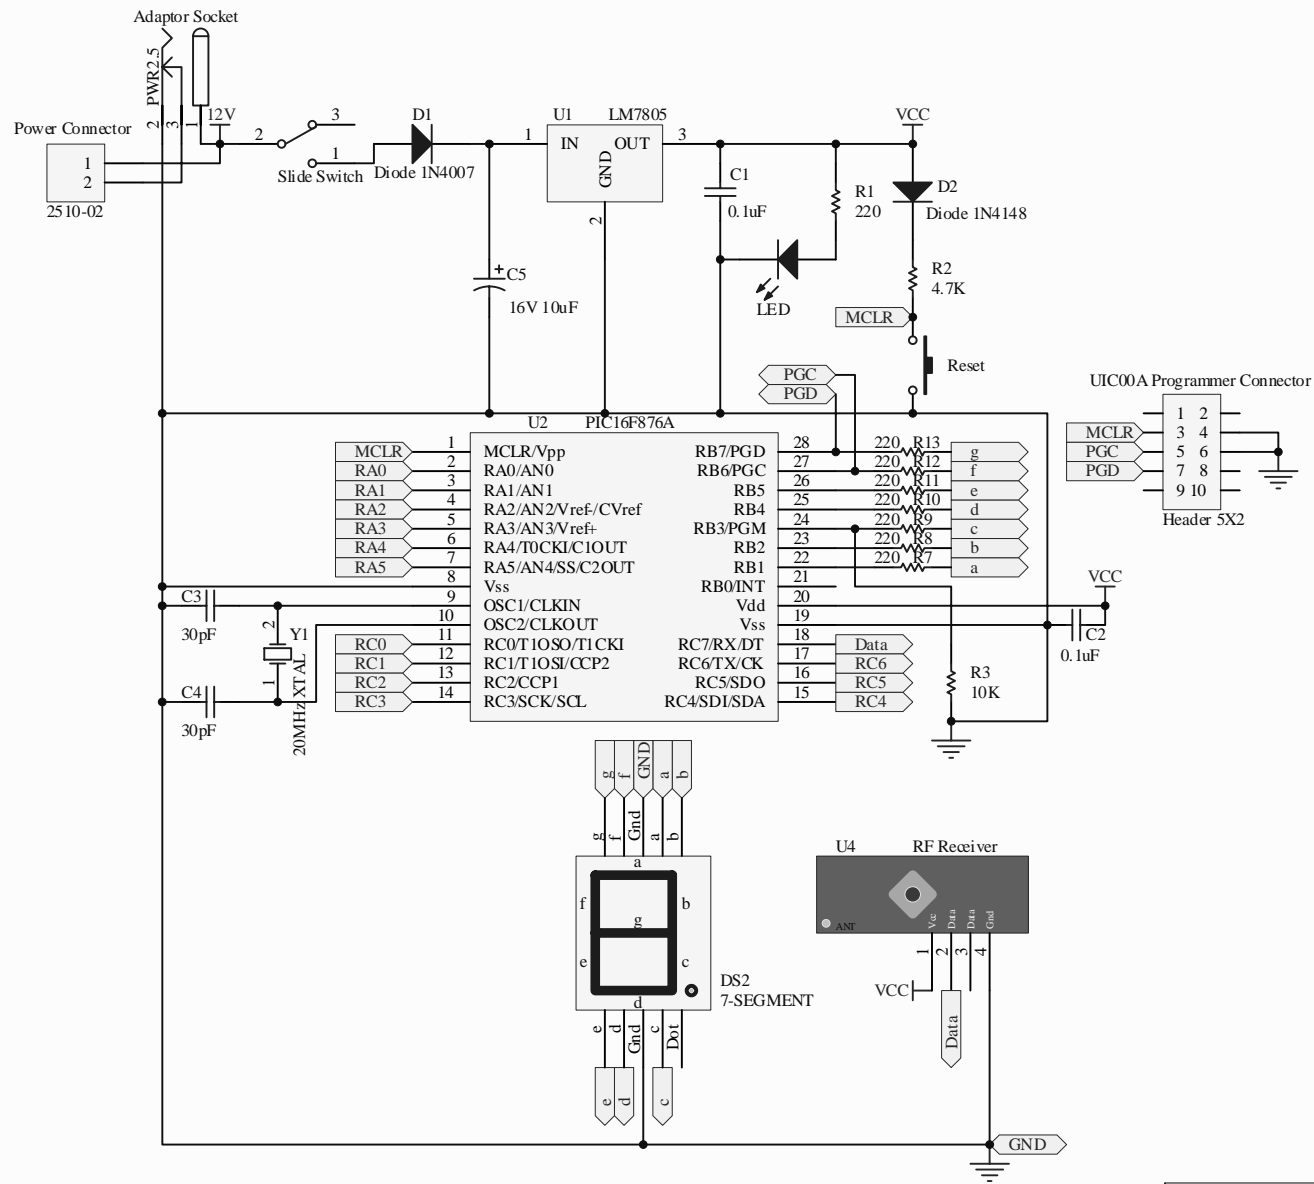 Adaptor Socket
PWR2.5
2
3
1
12V
Power Connector
1
2
2510-02
2
3
1
Slide Switch
D1
Diode 1N4007
U1
LM7805
1
IN
OUT
3
GND
2
VCC
C1
0.1uF
R1
220
D2
Diode 1N4148
C5
16V 10uF
LED
R2
4.7K
MCLR
Reset
PGC
PGD
UIC00A Programmer Connector
1 2
MCLR 3 4
PGC 5 6
PGD 7 8
9 10
Header 5X2
U2
PIC16F876A
MCLR 1 MCLR/Vpp
RA0 2 RA0/AN0
RA1 3 RA1/AN1
RA2 4 RA2/AN2/Vref-/CVref
RA3 5 RA3/AN3/Vref+
RA4 6 RA4/T0CKI/C1OUT
RA5 7 RA5/AN4/SS/C2OUT
8 Vss
9 OSC1/CLKIN
10 OSC2/CLKOUT
RC0 11 RC0/T1OSO/T1CKI
RC1 12 RC1/T1OSI/CCP2
RC2 13 RC2/CCP1
RC3 14 RC3/SCK/SCL
RB7/PGD 28 220 R13 g
RB6/PGC 27 220 R12 f
RB5 26 220 R11 e
RB4 25 220 R10 d
RB3/PGM 24 220 R9 c
RB2 23 220 R8 b
RB1 22 220 R7 a
RB0/INT 21
Vdd 20
Vss 19
RC7/RX/DT 18 Data
RC6/TX/CK 17 RC6
RC5/SDO 16 RC5
RC4/SDI/SDA 15 RC4
C3
30pF
2
Y1
1
20MHz XTAL
C4
30pF
VCC
C2
0.1uF
R3
10K
g
f
GND
a
b
g
f
Gnd
a
b
a
f
b
g
e
c
d
DS2
7-SEGMENT
e
d
Gnd
c
Dot
e
d
c
U4
RF Receiver
ANT
Vcc
Data
Data
Gnd
1
2
3
4
VCC
Data
GND